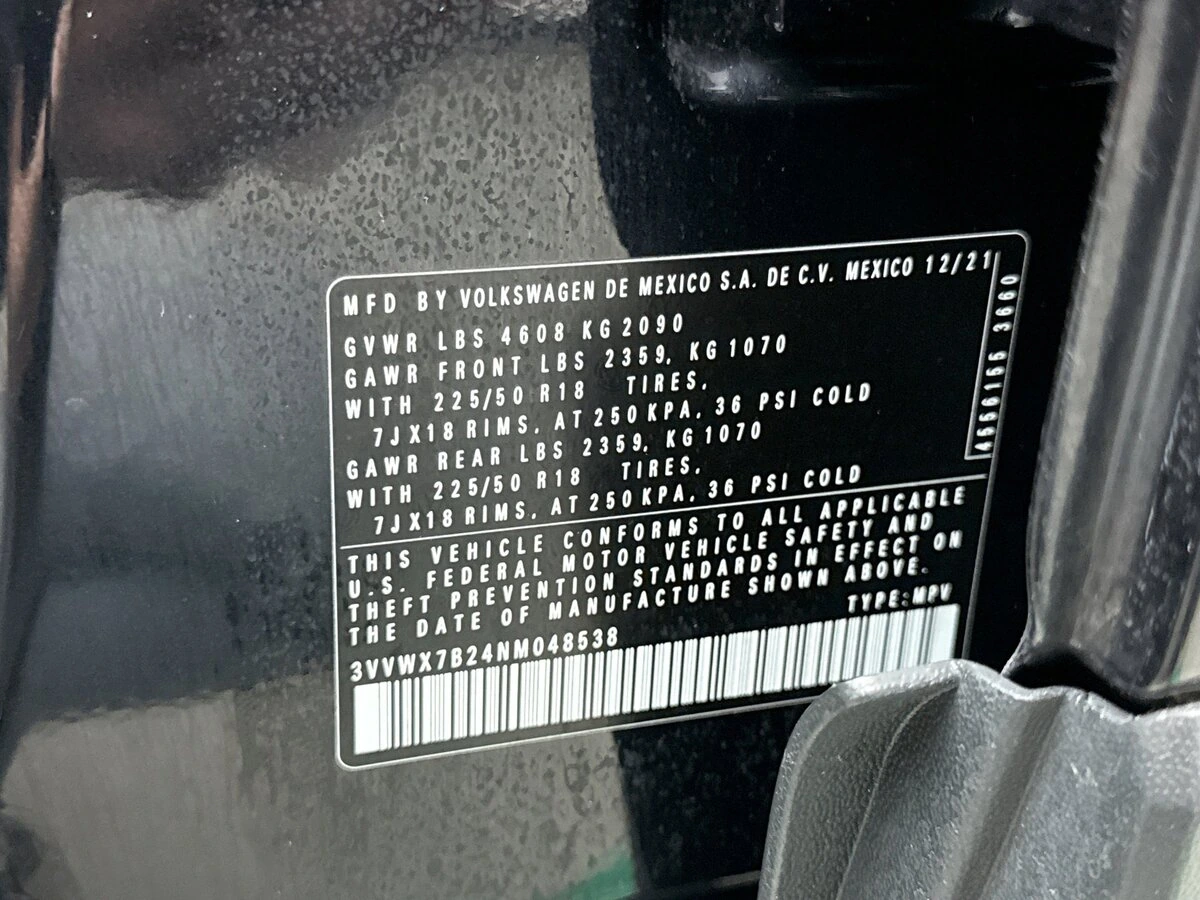 MFD BY VOLKSWAGEN DE MEXICO S.A. DE C.V. MEXICO 12/21
GVWR LBS 4608 KG 2090
GAWR FRONT LBS 2359, KG 1070
WITH 225/50 R18 TIRES,
7JX18 RIMS, AT 250 KPA, 36 PSI COLD
GAWR REAR LBS 2359, KG 1070
WITH 225/50 R18 TIRES,
7JX18 RIMS, AT 250 KPA, 36 PSI COLD
4556155 3660
THIS VEHICLE CONFORMS TO ALL APPLICABLE
U.S. FEDERAL MOTOR VEHICLE SAFETY AND
THEFT PREVENTION STANDARDS IN EFFECT ON
THE DATE OF MANUFACTURE SHOWN ABOVE.
TYPE:MPV
3VVWX7B24NM048538